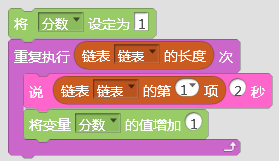 将 分数 设定为 1
重复执行 链表 链表 的长度 次
说 链表 链表 的第 1 项 2 秒
将变量 分数 的值增加 1